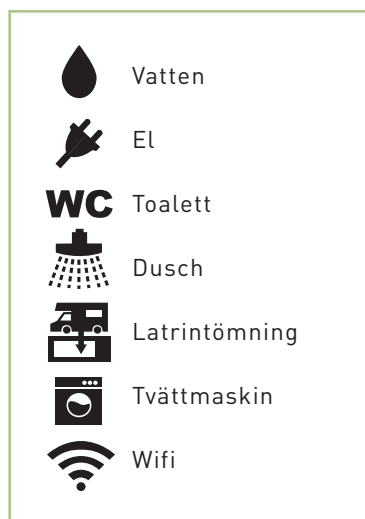 Vatten
El
WC Toalett
Dusch
Latrintömning
Tvättmaskin
Wifi